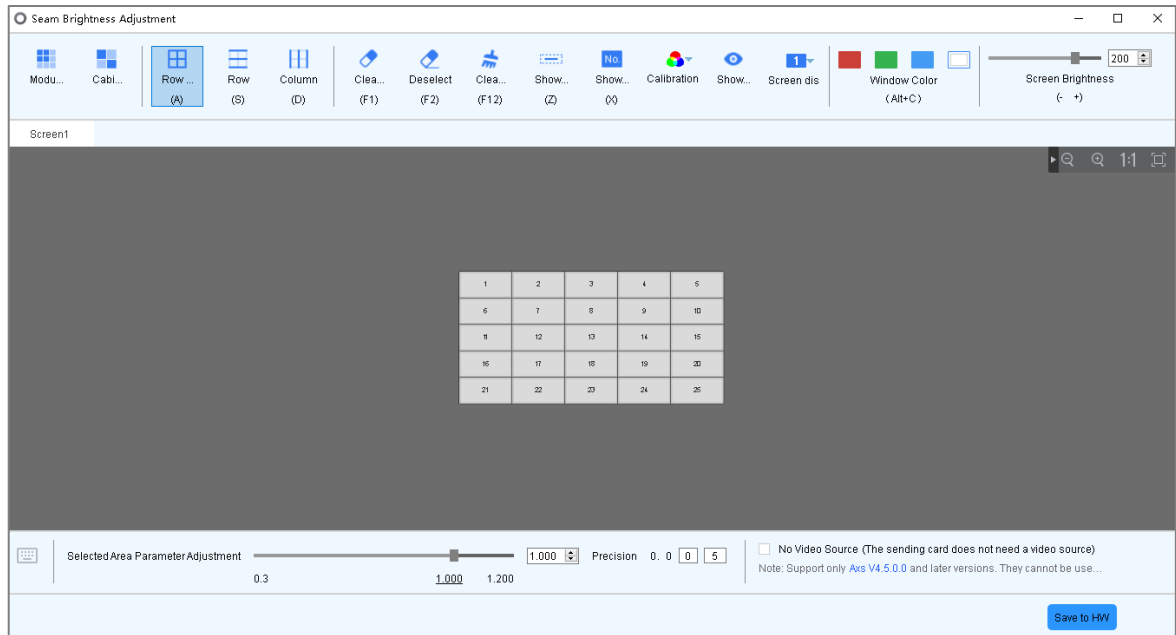 Seam Brightness Adjustment
Modu... Cabi... Row ... Row Column Clea... Deselect Clea... Show... No. Show... Calibration Show... 1 Screen dis Window Color 200 Screen Brightness
(A) (S) (D) (F1) (F2) (F12) (Z) (X) (Alt+C) (- +)
Screen1
1:1
1 2 3 4 5
6 7 8 9 10
11 12 13 14 15
16 17 18 19 20
21 22 23 24 25
Selected Area Parameter Adjustment 1.000 Precision 0. 0 0 5 No Video Source (The sending card does not need a video source)
0.3 1.000 1.200 Note: Support only Axs V4.5.0.0 and later versions. They cannot be use...
Save to HW